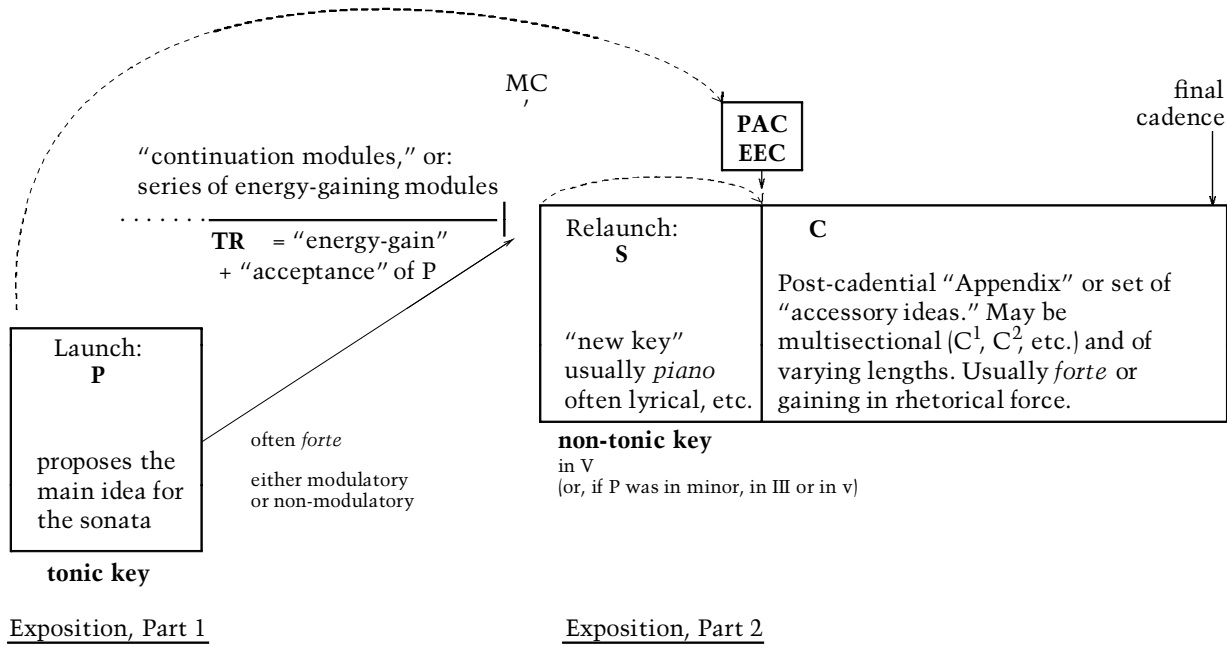 MC
,
final
cadence
PAC
EEC
“continuation modules,” or:
series of energy-gaining modules
TR = “energy-gain”
+ “acceptance” of P
Launch:
P
proposes the
main idea for
the sonata
tonic key
often forte
either modulatory
or non-modulatory
Relaunch:
S
“new key”
usually piano
often lyrical, etc.
C
Post-cadential “Appendix” or set of
“accessory ideas.” May be
multisectional (C1, C2, etc.) and of
varying lengths. Usually forte or
gaining in rhetorical force.
non-tonic key
in V
(or, if P was in minor, in III or in v)
Exposition, Part 1
Exposition, Part 2